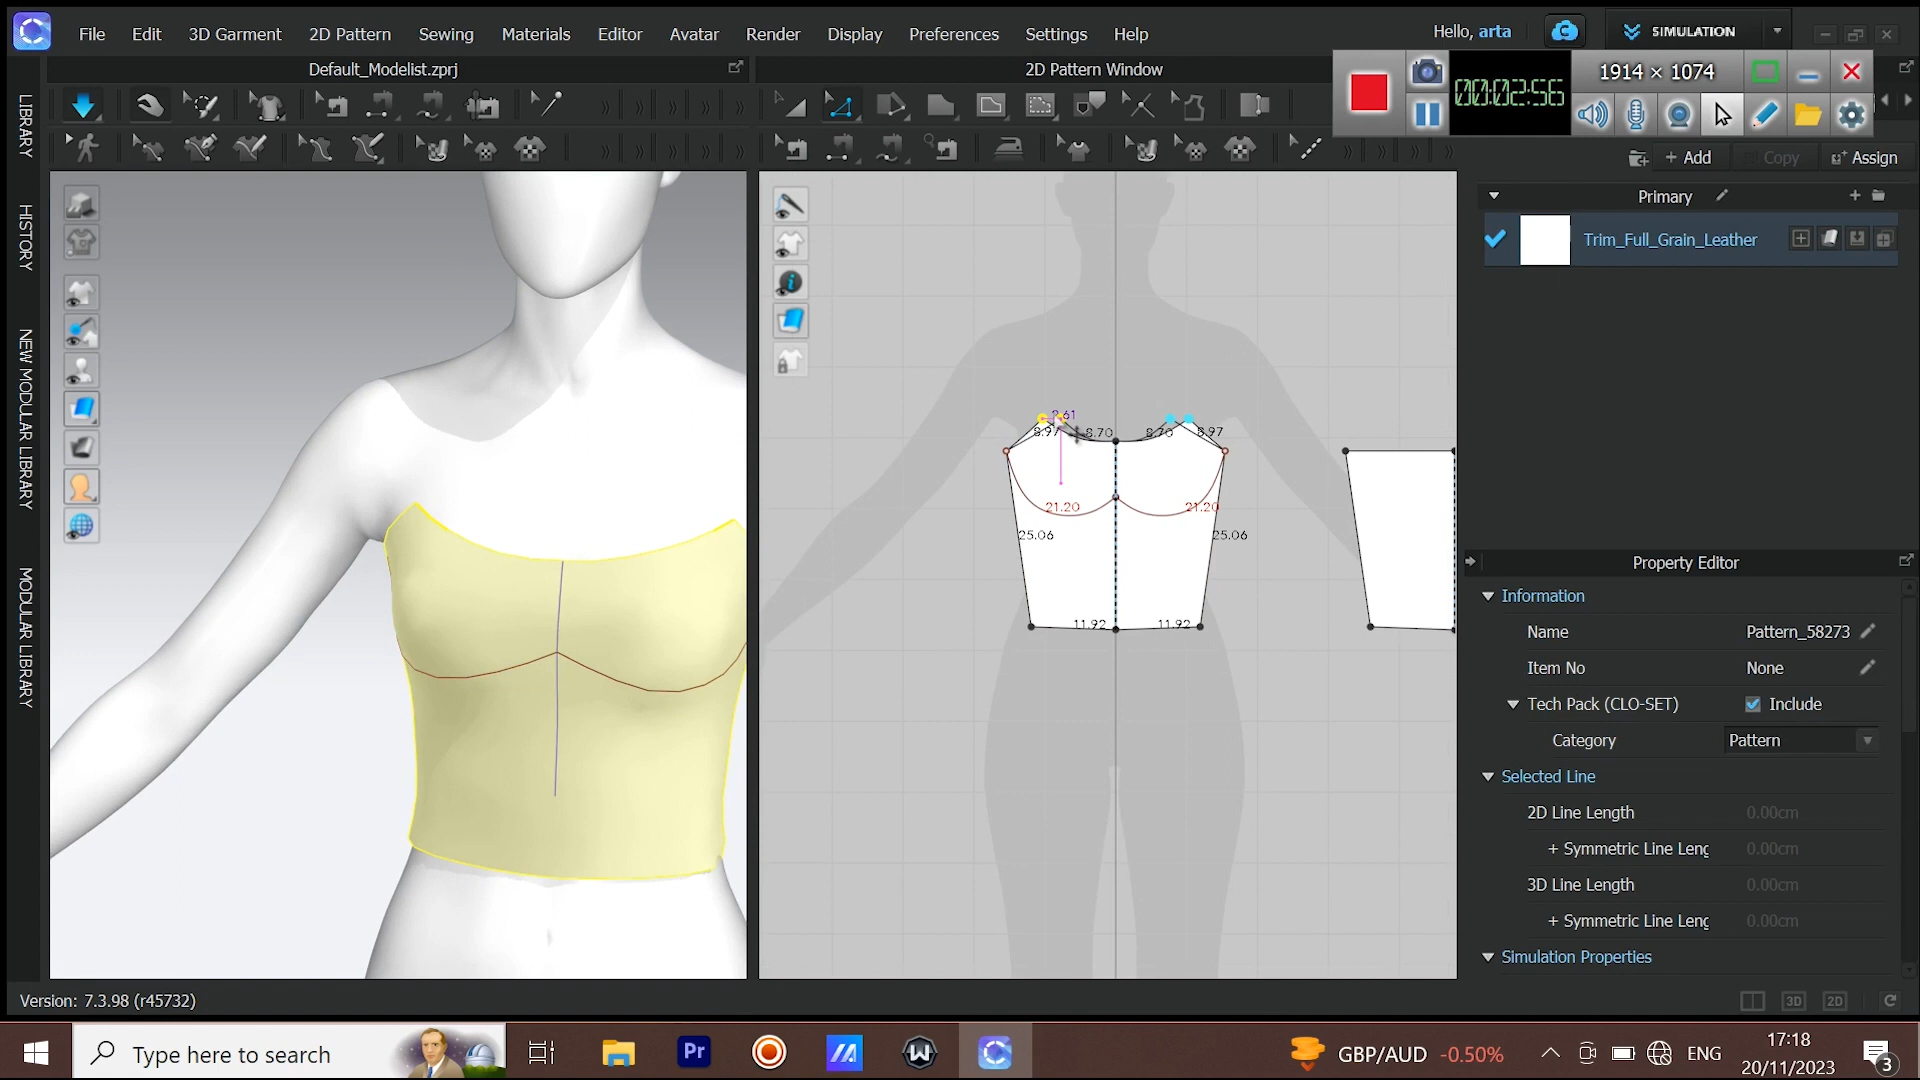 File Edit 3D Garment 2D Pattern Sewing Materials Editor Avatar Render Display Preferences Settings Help
Hello, arta
SIMULATION
Default_Modelist.zprj
2D Pattern Window
1914 × 1074
00:02:56
LIBRARY
HISTORY
NEW MODULAR LIBRARY
MODULAR LIBRARY
+ Add
Copy
Assign
Primary
Trim_Full_Grain_Leather
8.97
8.70
8.70
8.97
21.20
21.20
25.06
25.06
11.92
11.92
Property Editor
Information
Name Pattern_58273
Item No None
Tech Pack (CLO-SET) Include
Category Pattern
Selected Line
2D Line Length 0.00cm
+ Symmetric Line Leng 0.00cm
3D Line Length 0.00cm
+ Symmetric Line Leng 0.00cm
Simulation Properties
Version: 7.3.98 (r45732)
3D
2D
Type here to search
Pr
GBP/AUD -0.50%
ENG
17:18
20/11/2023
3